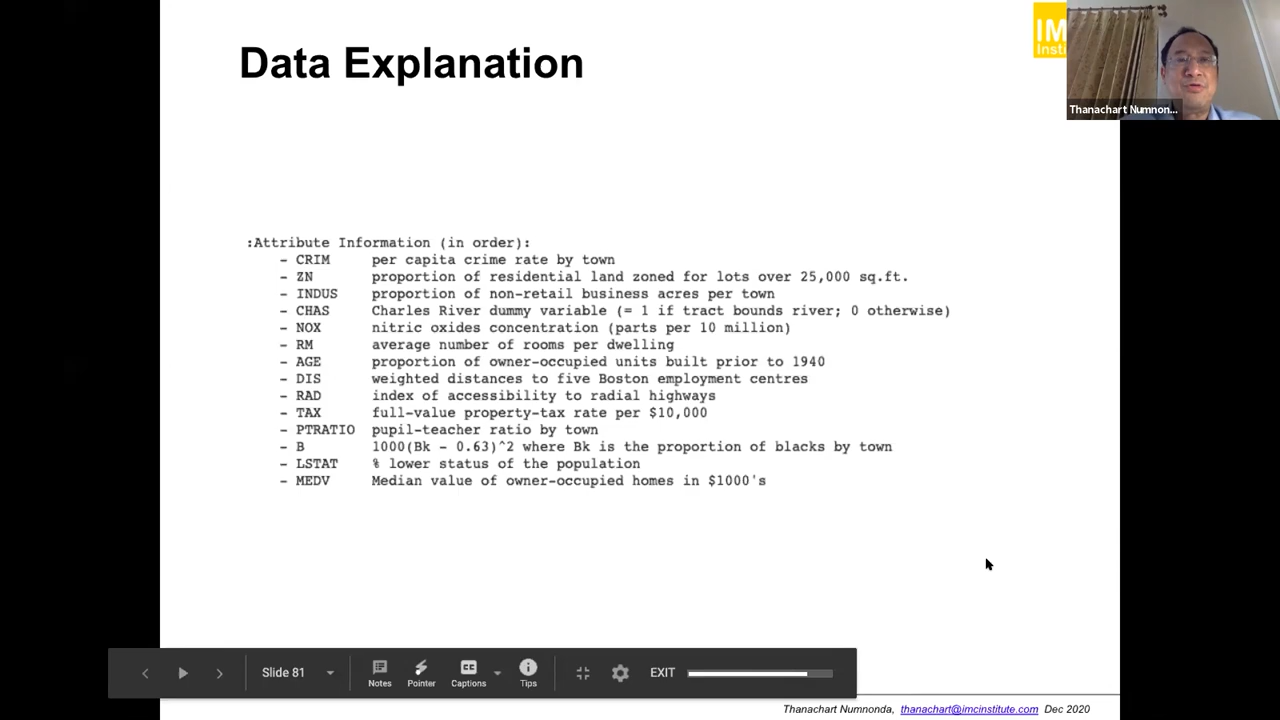 Data Explanation
IM
Insti
Thanachart Numnon...
:Attribute Information (in order):
- CRIM per capita crime rate by town
- ZN proportion of residential land zoned for lots over 25,000 sq.ft.
- INDUS proportion of non-retail business acres per town
- CHAS Charles River dummy variable (= 1 if tract bounds river; 0 otherwise)
- NOX nitric oxides concentration (parts per 10 million)
- RM average number of rooms per dwelling
- AGE proportion of owner-occupied units built prior to 1940
- DIS weighted distances to five Boston employment centres
- RAD index of accessibility to radial highways
- TAX full-value property-tax rate per $10,000
- PTRATIO pupil-teacher ratio by town
- B 1000(Bk - 0.63)^2 where Bk is the proportion of blacks by town
- LSTAT % lower status of the population
- MEDV Median value of owner-occupied homes in $1000's
Slide 81 Notes Pointer CC Captions Tips EXIT
Thanachart Numnonda, thanachart@imcinstitute.com Dec 2020